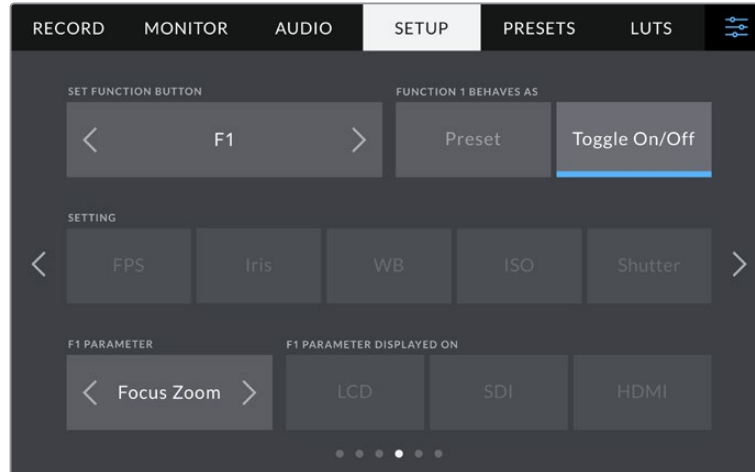 RECORD MONITOR AUDIO SETUP PRESETS LUTS
SET FUNCTION BUTTON FUNCTION 1 BEHAVES AS
F1 Preset Toggle On/Off
SETTING
FPS Iris WB ISO Shutter
F1 PARAMETER F1 PARAMETER DISPLAYED ON
Focus Zoom LCD SDI HDMI